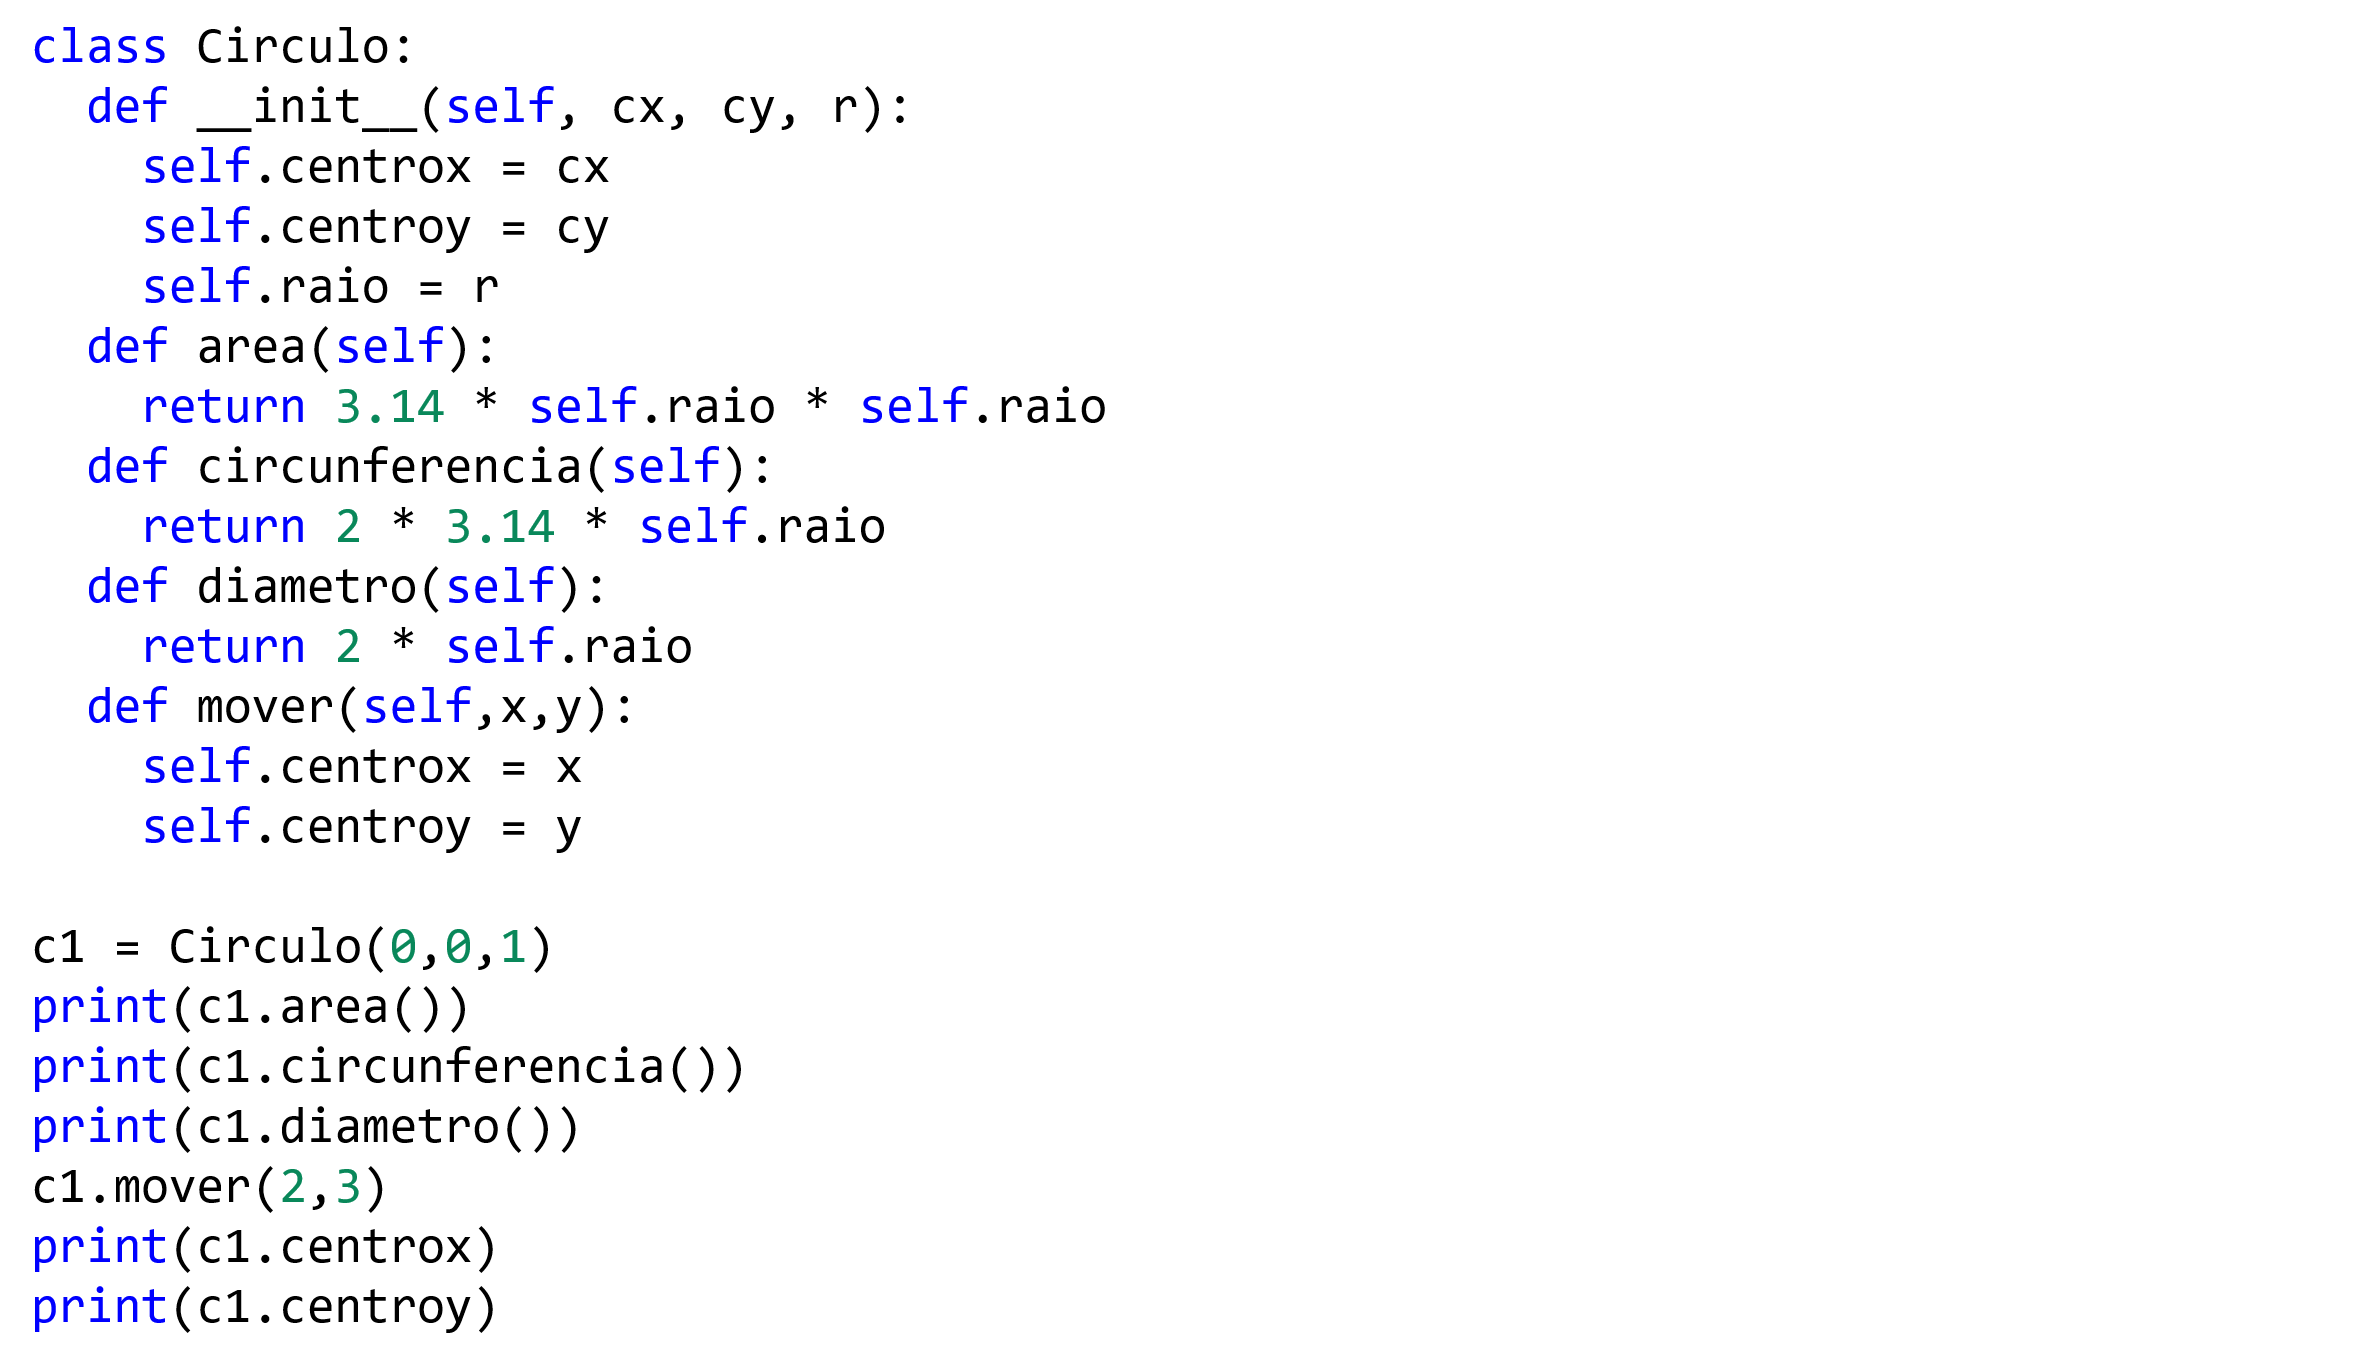 class Circulo:
  def __init__(self, cx, cy, r):
    self.centrox = cx
    self.centroy = cy
    self.raio = r
  def area(self):
    return 3.14 * self.raio * self.raio
  def circunferencia(self):
    return 2 * 3.14 * self.raio
  def diametro(self):
    return 2 * self.raio
  def mover(self,x,y):
    self.centrox = x
    self.centroy = y

c1 = Circulo(0,0,1)
print(c1.area())
print(c1.circunferencia())
print(c1.diametro())
c1.mover(2,3)
print(c1.centrox)
print(c1.centroy)